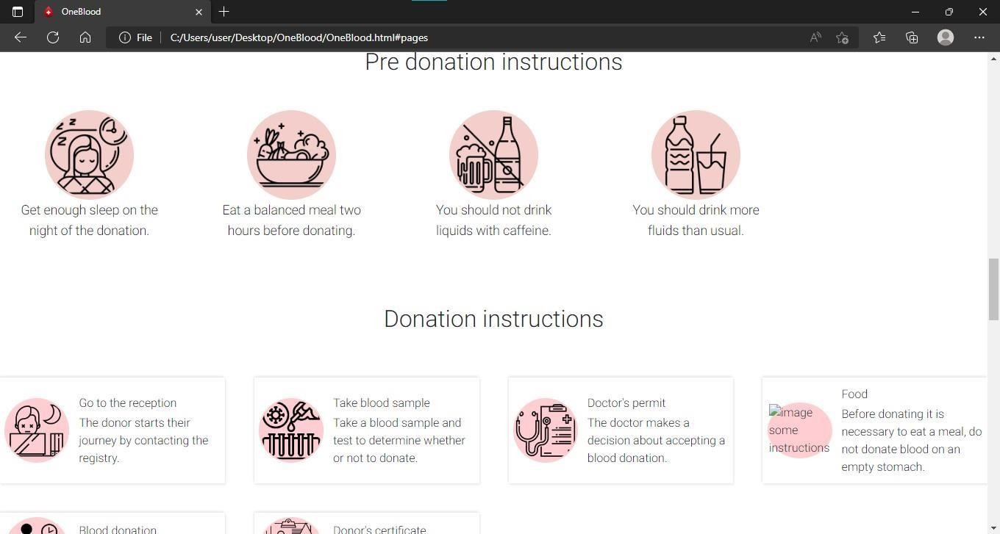 OneBlood
File
C:/Users/user/Desktop/OneBlood/OneBlood.html#pages
Pre donation instructions
Get enough sleep on the
night of the donation.
Eat a balanced meal two
hours before donating.
You should not drink
liquids with caffeine.
You should drink more
fluids than usual.
Donation instructions
Go to the reception
The donor starts their
journey by contacting the
registry.
Take blood sample
Take a blood sample and
test to determine whether
or not to donate.
Doctor's permit
The doctor makes a
decision about accepting a
blood donation.
image
some
instructions
Food
Before donating it is
necessary to eat a meal, do
not donate blood on an
empty stomach.
Blood donation
Donor's certificate